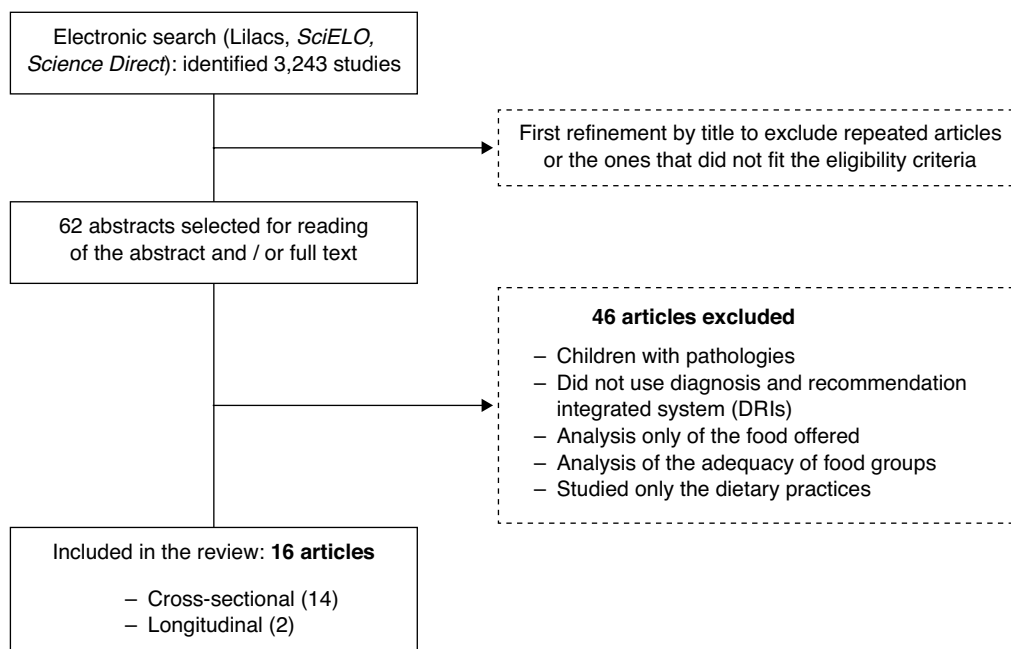 Electronic search (Lilacs, SciELO,
Science Direct): identified 3,243 studies
First refinement by title to exclude repeated articles
or the ones that did not fit the eligibility criteria
62 abstracts selected for reading
of the abstract and / or full text
46 articles excluded
– Children with pathologies
– Did not use diagnosis and recommendation
integrated system (DRIs)
– Analysis only of the food offered
– Analysis of the adequacy of food groups
– Studied only the dietary practices
Included in the review: 16 articles
– Cross-sectional (14)
– Longitudinal (2)